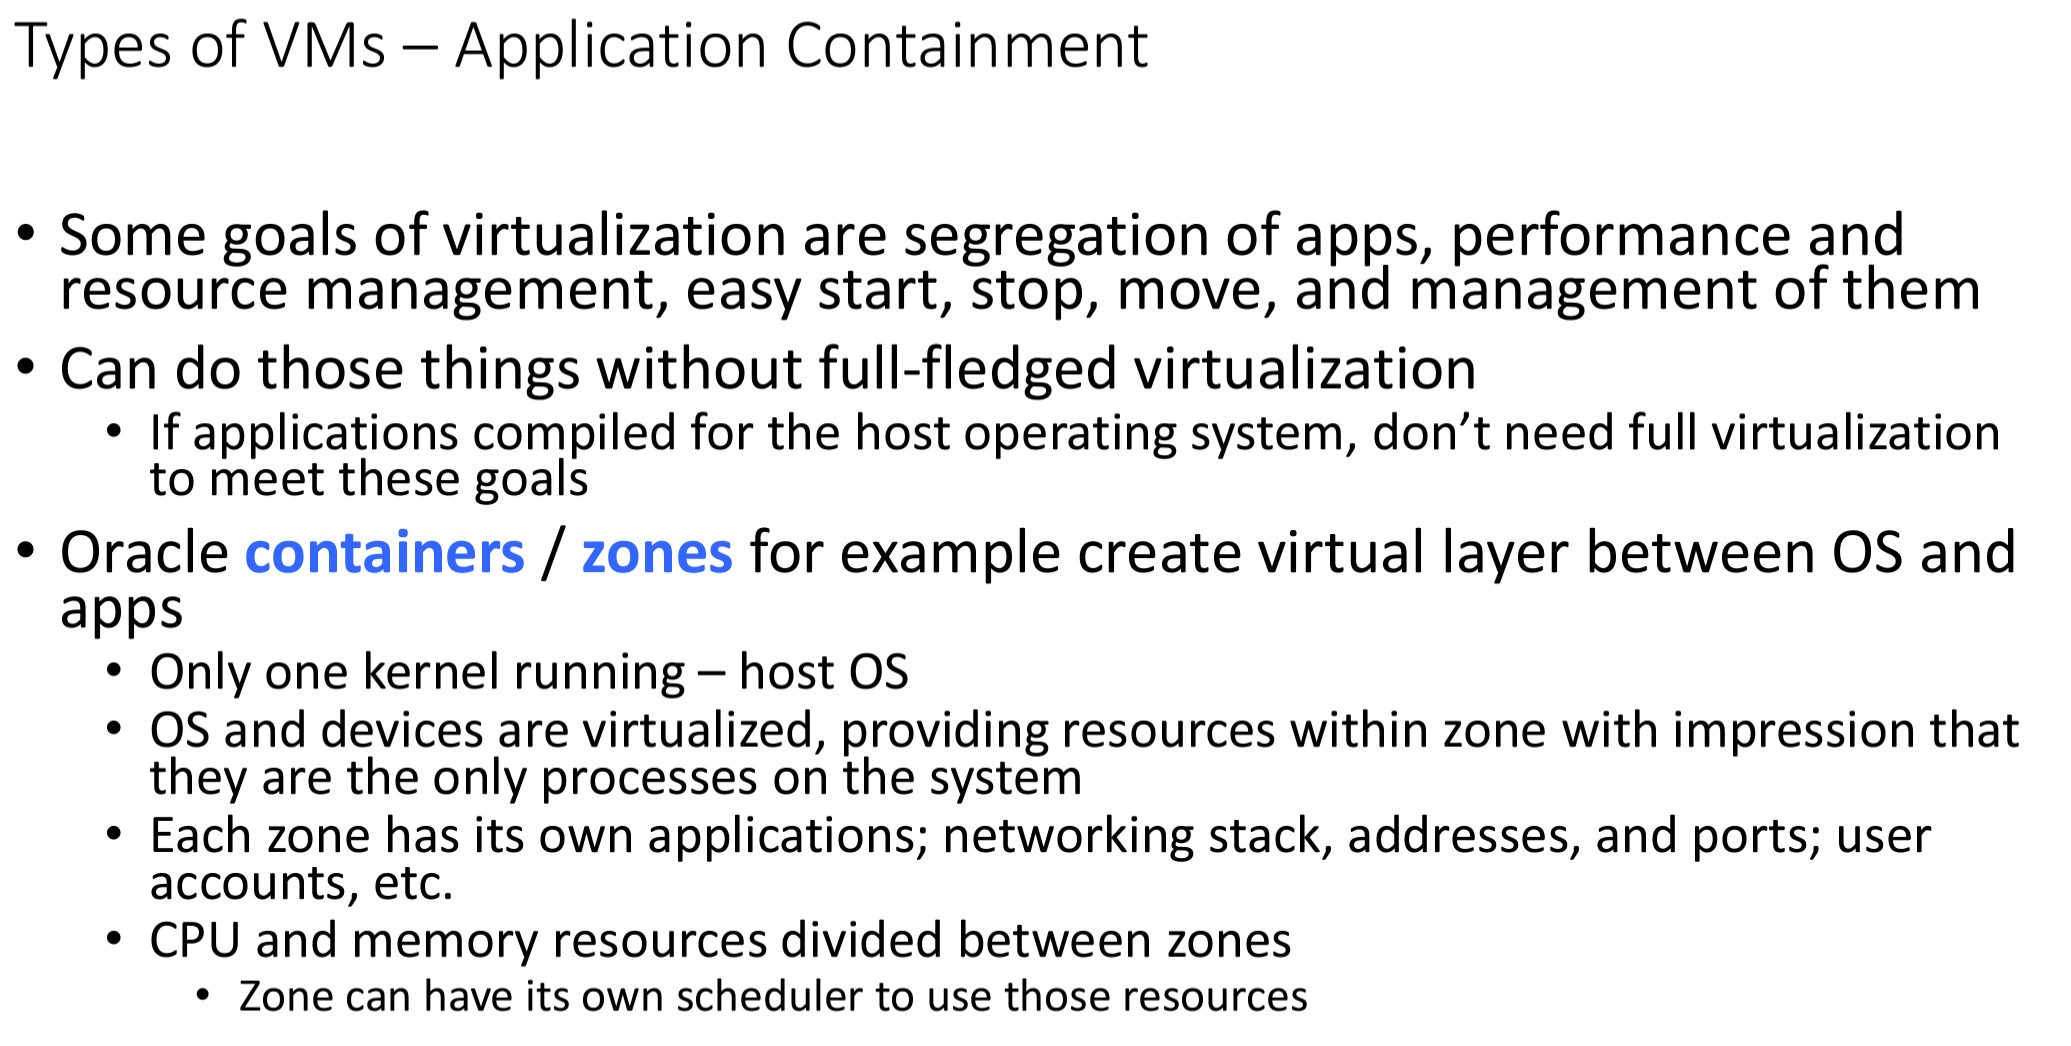 Types of VMs – Application Containment
• Some goals of virtualization are segregation of apps, performance and
resource management, easy start, stop, move, and management of them
• Can do those things without full-fledged virtualization
• If applications compiled for the host operating system, don’t need full virtualization
to meet these goals
• Oracle containers / zones for example create virtual layer between OS and
apps
• Only one kernel running – host OS
• OS and devices are virtualized, providing resources within zone with impression that
they are the only processes on the system
• Each zone has its own applications; networking stack, addresses, and ports; user
accounts, etc.
• CPU and memory resources divided between zones
• Zone can have its own scheduler to use those resources